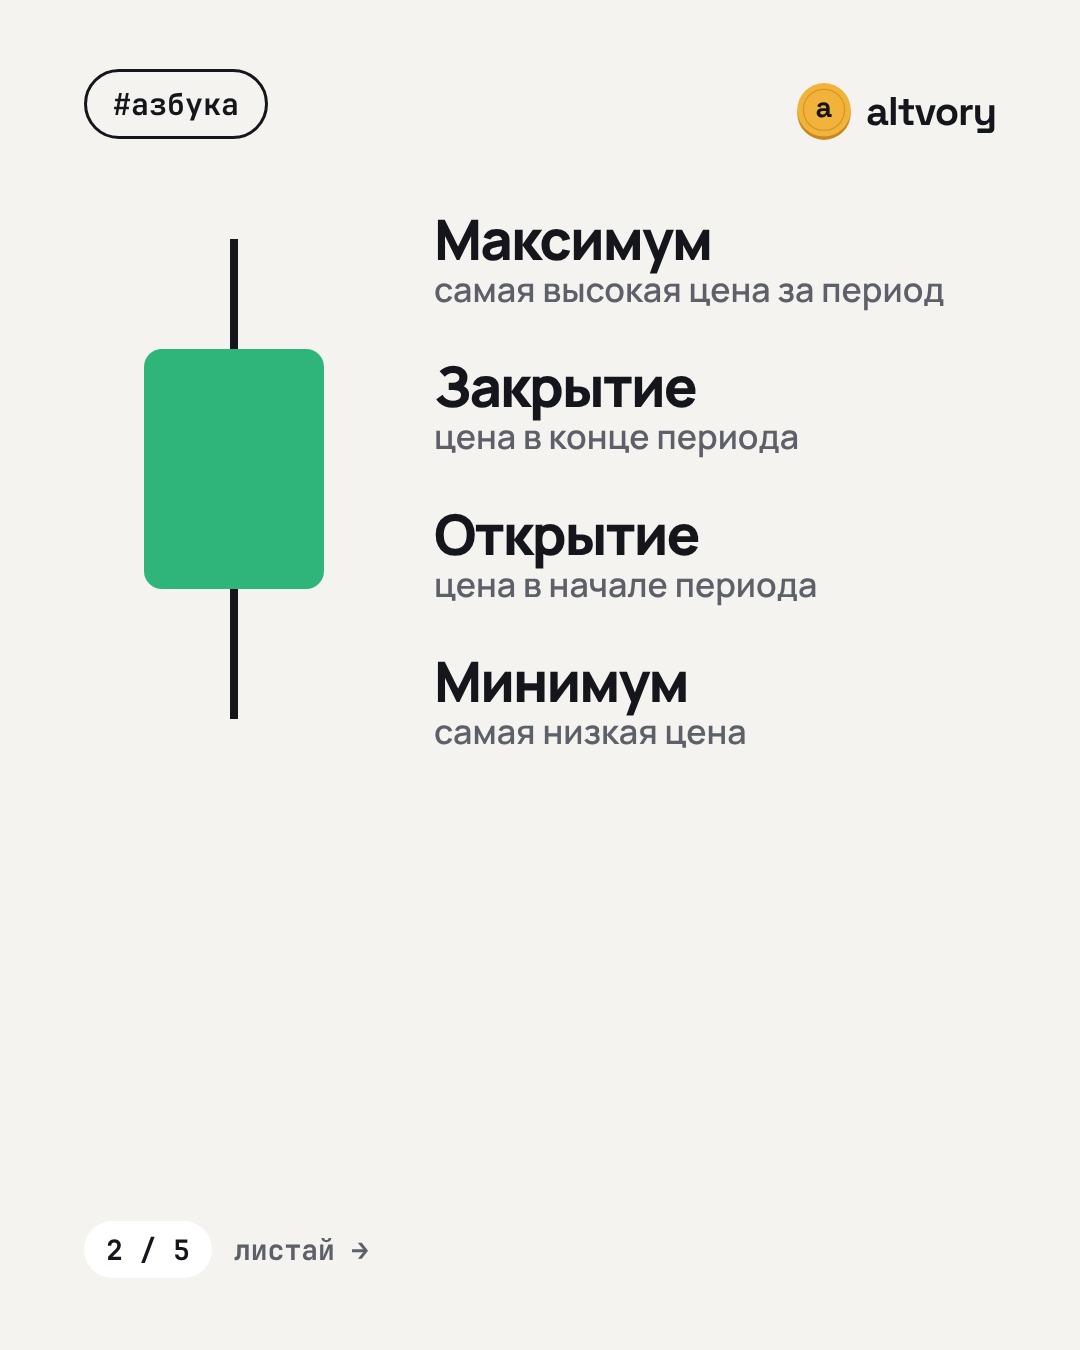 #азбука
a altvory
Максимум
самая высокая цена за период
Закрытие
цена в конце периода
Открытие
цена в начале периода
Минимум
самая низкая цена
2 / 5 листай →